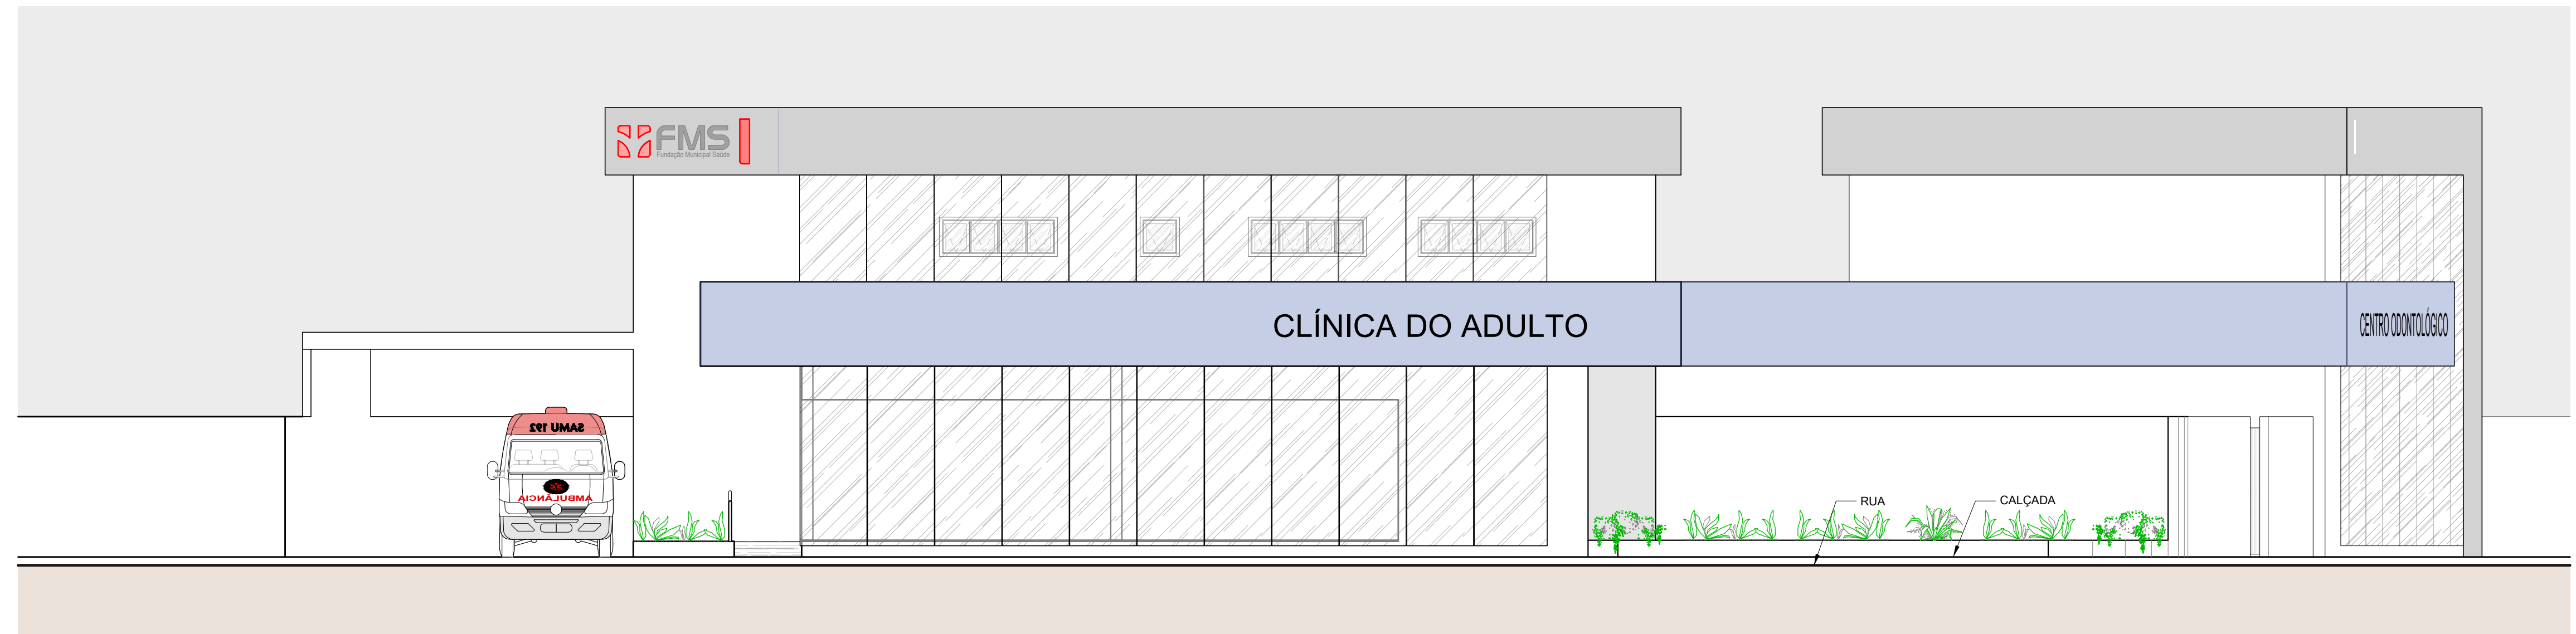 FMS
Fundação Municipal Saúde
CLÍNICA DO ADULTO
CENTRO ODONTOLÓGICO
SAMU 192
AMBULÂNCIA
RUA
CALÇADA